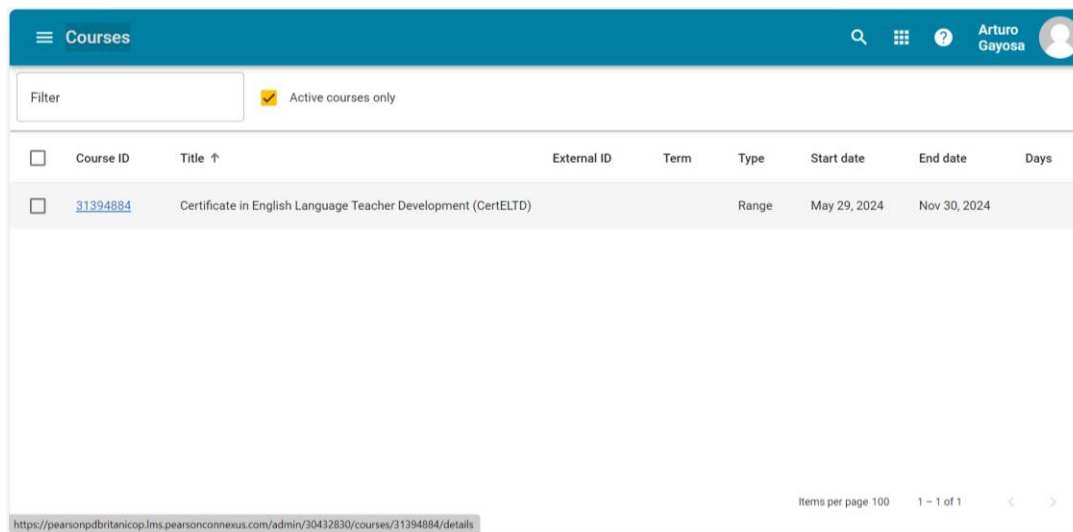 Courses
Arturo
Gayosa
Filter
Active courses only
Course ID Title ↑ External ID Term Type Start date End date Days
31394884 Certificate in English Language Teacher Development (CertELTD) Range May 29, 2024 Nov 30, 2024
Items per page 100 1 – 1 of 1
https://pearsonpdbritanicop.lms.pearsonconnexus.com/admin/30432830/courses/31394884/details